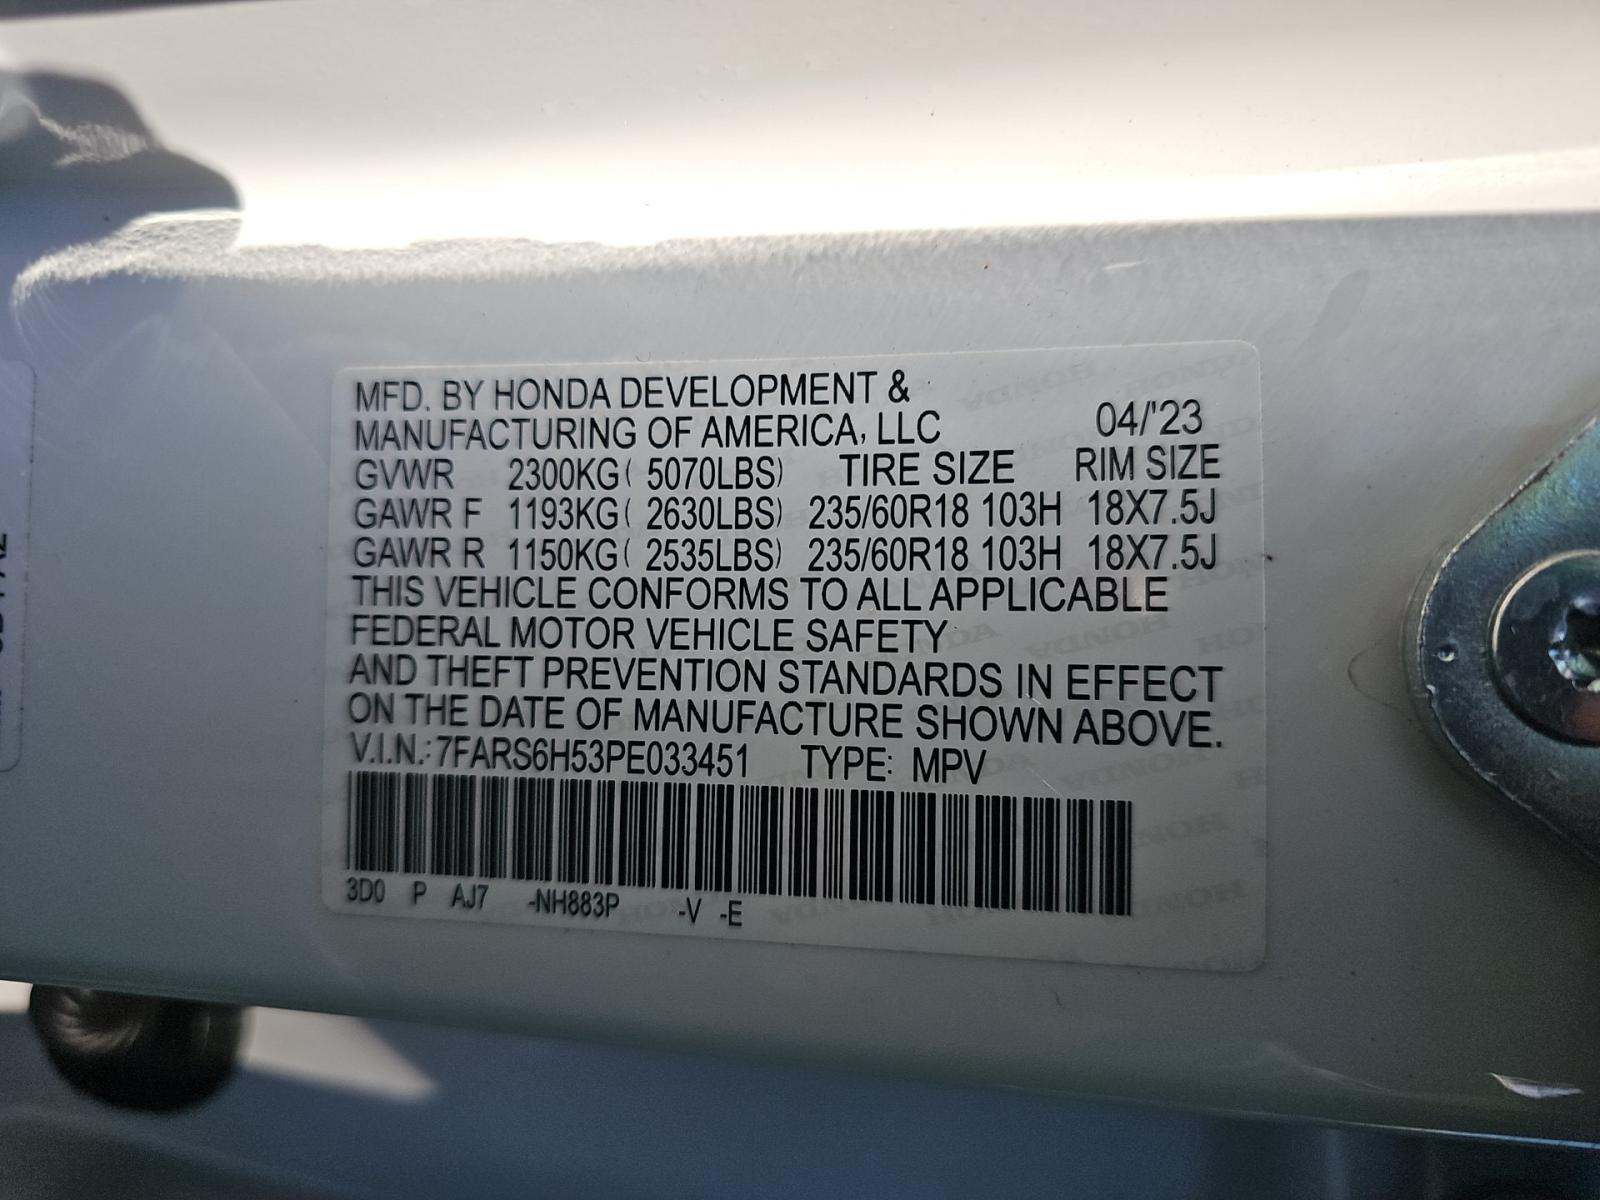 MFD. BY HONDA DEVELOPMENT &
MANUFACTURING OF AMERICA, LLC 04/'23
GVWR 2300KG( 5070LBS) TIRE SIZE RIM SIZE
GAWR F 1193KG( 2630LBS) 235/60R18 103H 18X7.5J
GAWR R 1150KG( 2535LBS) 235/60R18 103H 18X7.5J
THIS VEHICLE CONFORMS TO ALL APPLICABLE
FEDERAL MOTOR VEHICLE SAFETY
AND THEFT PREVENTION STANDARDS IN EFFECT
ON THE DATE OF MANUFACTURE SHOWN ABOVE.
V.I.N.: 7FARS6H53PE033451 TYPE: MPV
3D0 P AJ7 -NH883P -V -E